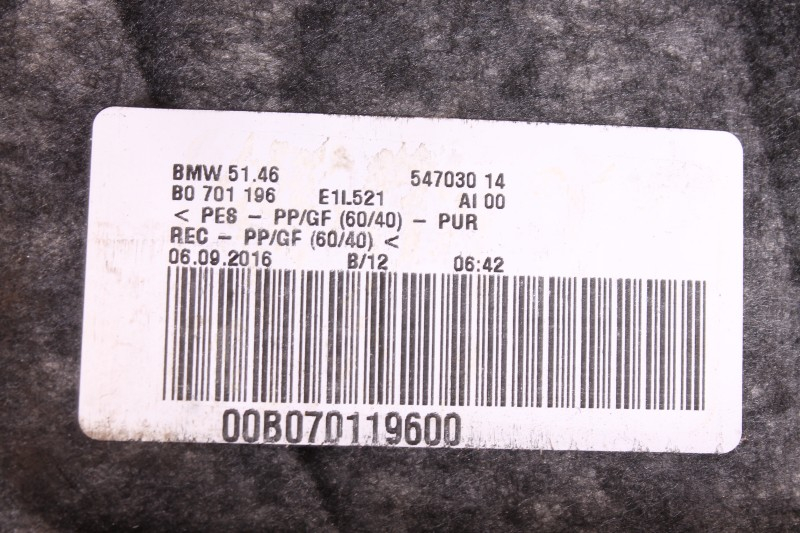 BMW 51.46 547030 14
B0 701 196 E1L521 AI 00
< PES - PP/GF (60/40) - PUR
REC - PP/GF (60/40) <
06.09.2016 B/12 06:42
00B070119600